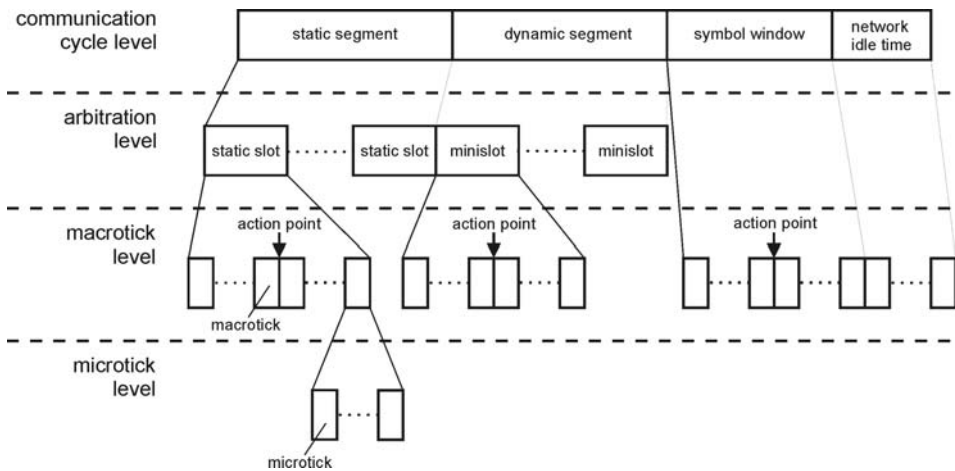 communication
cycle level
static segment
dynamic segment
symbol window
network
idle time
arbitration
level
static slot
static slot
minislot
minislot
macrotick
level
action point
action point
action point
macrotick
microtick
level
microtick